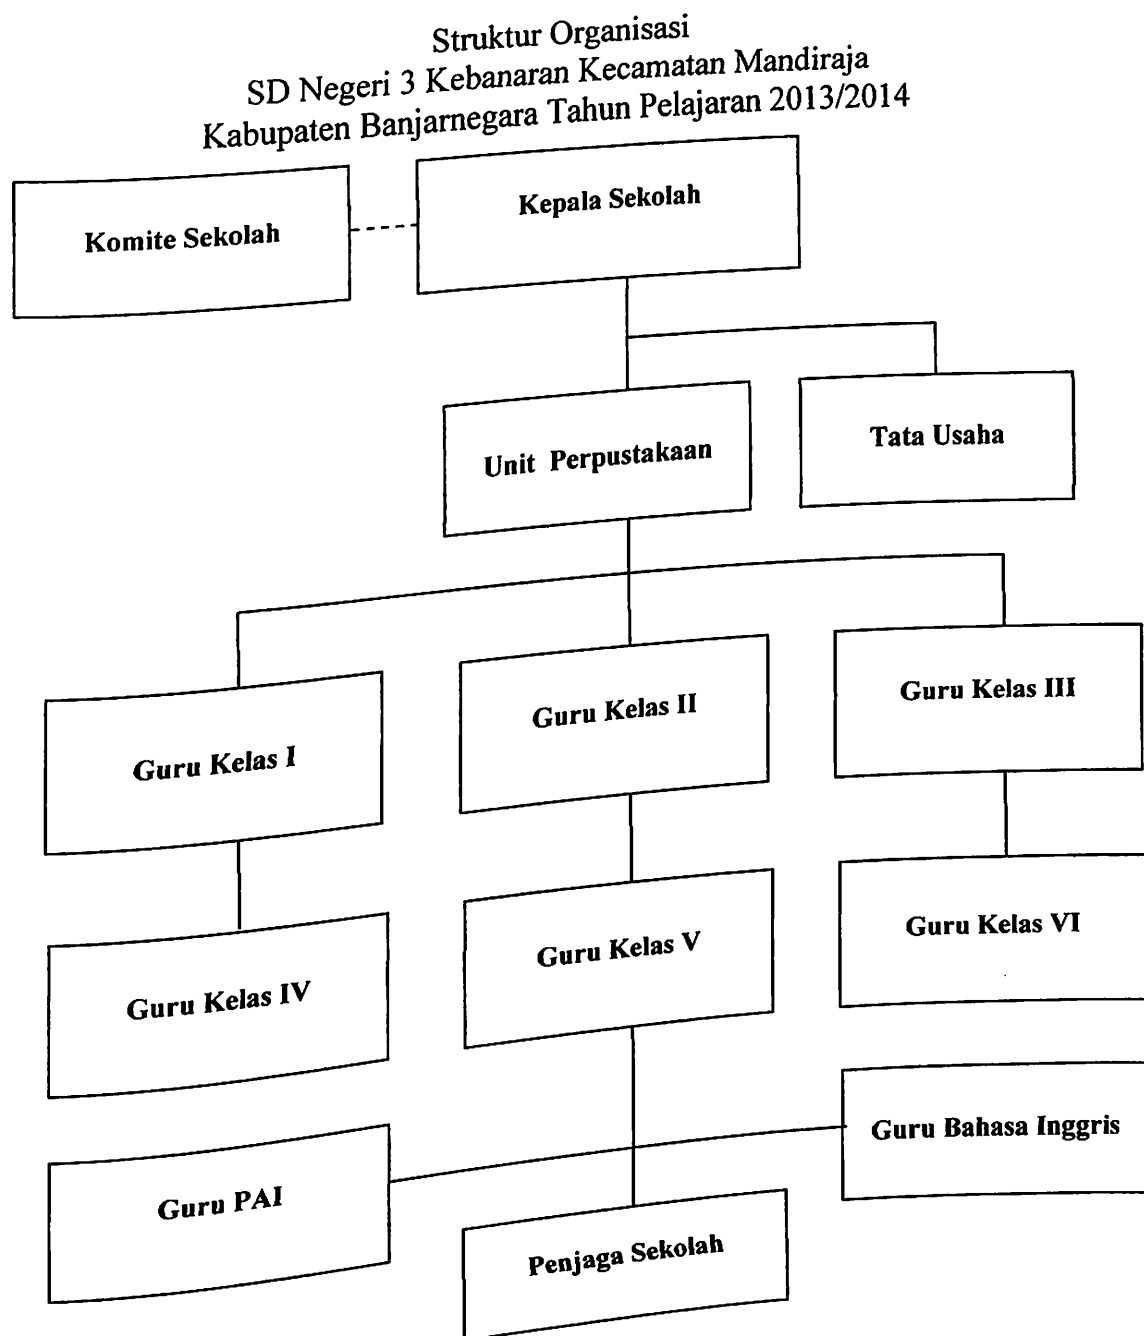 Struktur Organisasi
SD Negeri 3 Kebanaran Kecamatan Mandiraja
Kabupaten Banjarnegara Tahun Pelajaran 2013/2014
Komite Sekolah
Kepala Sekolah
Unit Perpustakaan
Tata Usaha
Guru Kelas I
Guru Kelas II
Guru Kelas III
Guru Kelas IV
Guru Kelas V
Guru Kelas VI
Guru PAI
Guru Bahasa Inggris
Penjaga Sekolah